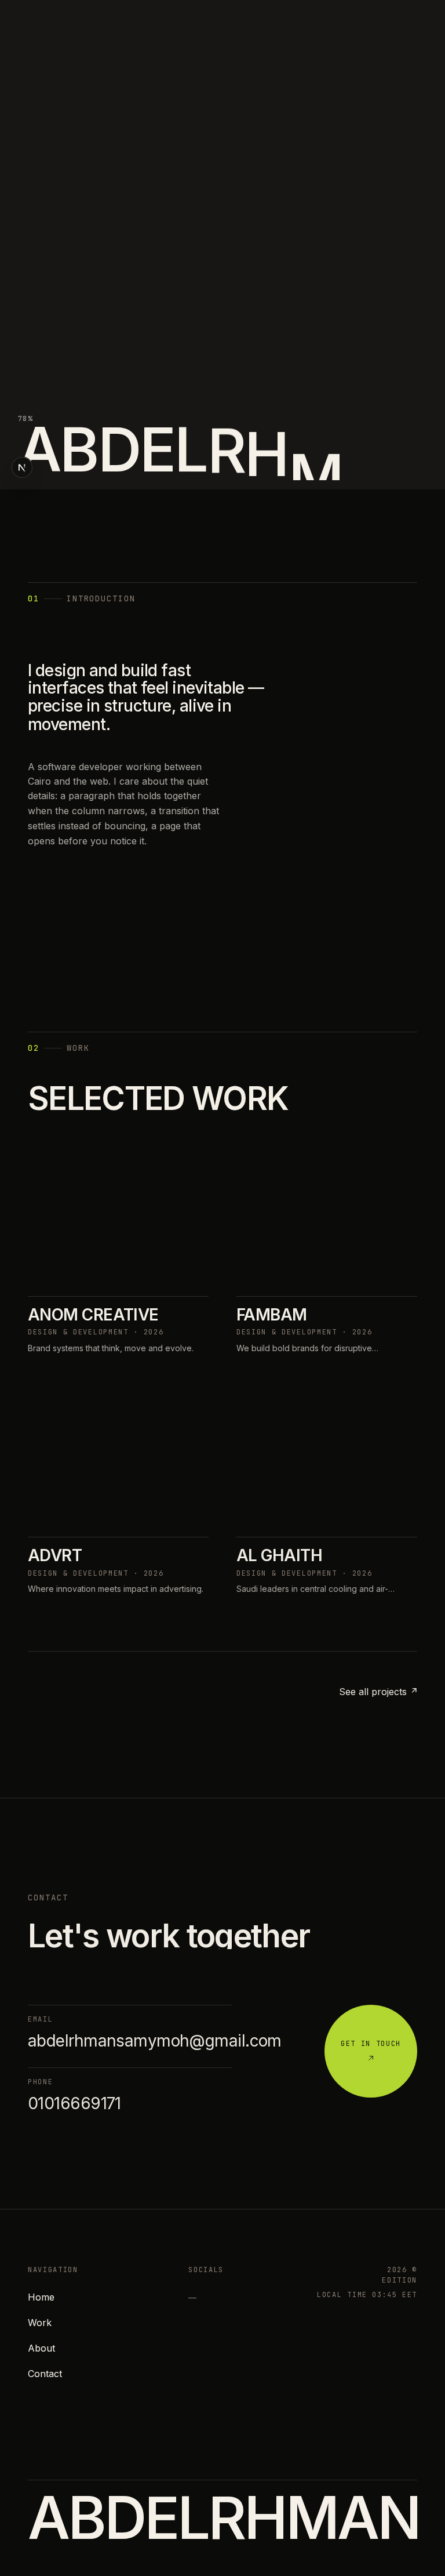 78%
ABDELRHM
N
01 INTRODUCTION
I design and build fast
interfaces that feel inevitable —
precise in structure, alive in
movement.
A software developer working between
Cairo and the web. I care about the quiet
details: a paragraph that holds together
when the column narrows, a transition that
settles instead of bouncing, a page that
opens before you notice it.
02 WORK
SELECTED WORK
ANOM CREATIVE
DESIGN & DEVELOPMENT · 2026
Brand systems that think, move and evolve.
FAMBAM
DESIGN & DEVELOPMENT · 2026
We build bold brands for disruptive…
ADVRT
DESIGN & DEVELOPMENT · 2026
Where innovation meets impact in advertising.
AL GHAITH
DESIGN & DEVELOPMENT · 2026
Saudi leaders in central cooling and air-…
See all projects ↗
CONTACT
Let's work together
EMAIL
abdelrhmansamymoh@gmail.com
PHONE
01016669171
GET IN TOUCH
↗
NAVIGATION
Home
Work
About
Contact
SOCIALS
—
2026 ©
EDITION
LOCAL TIME 03:45 EET
ABDELRHMAN